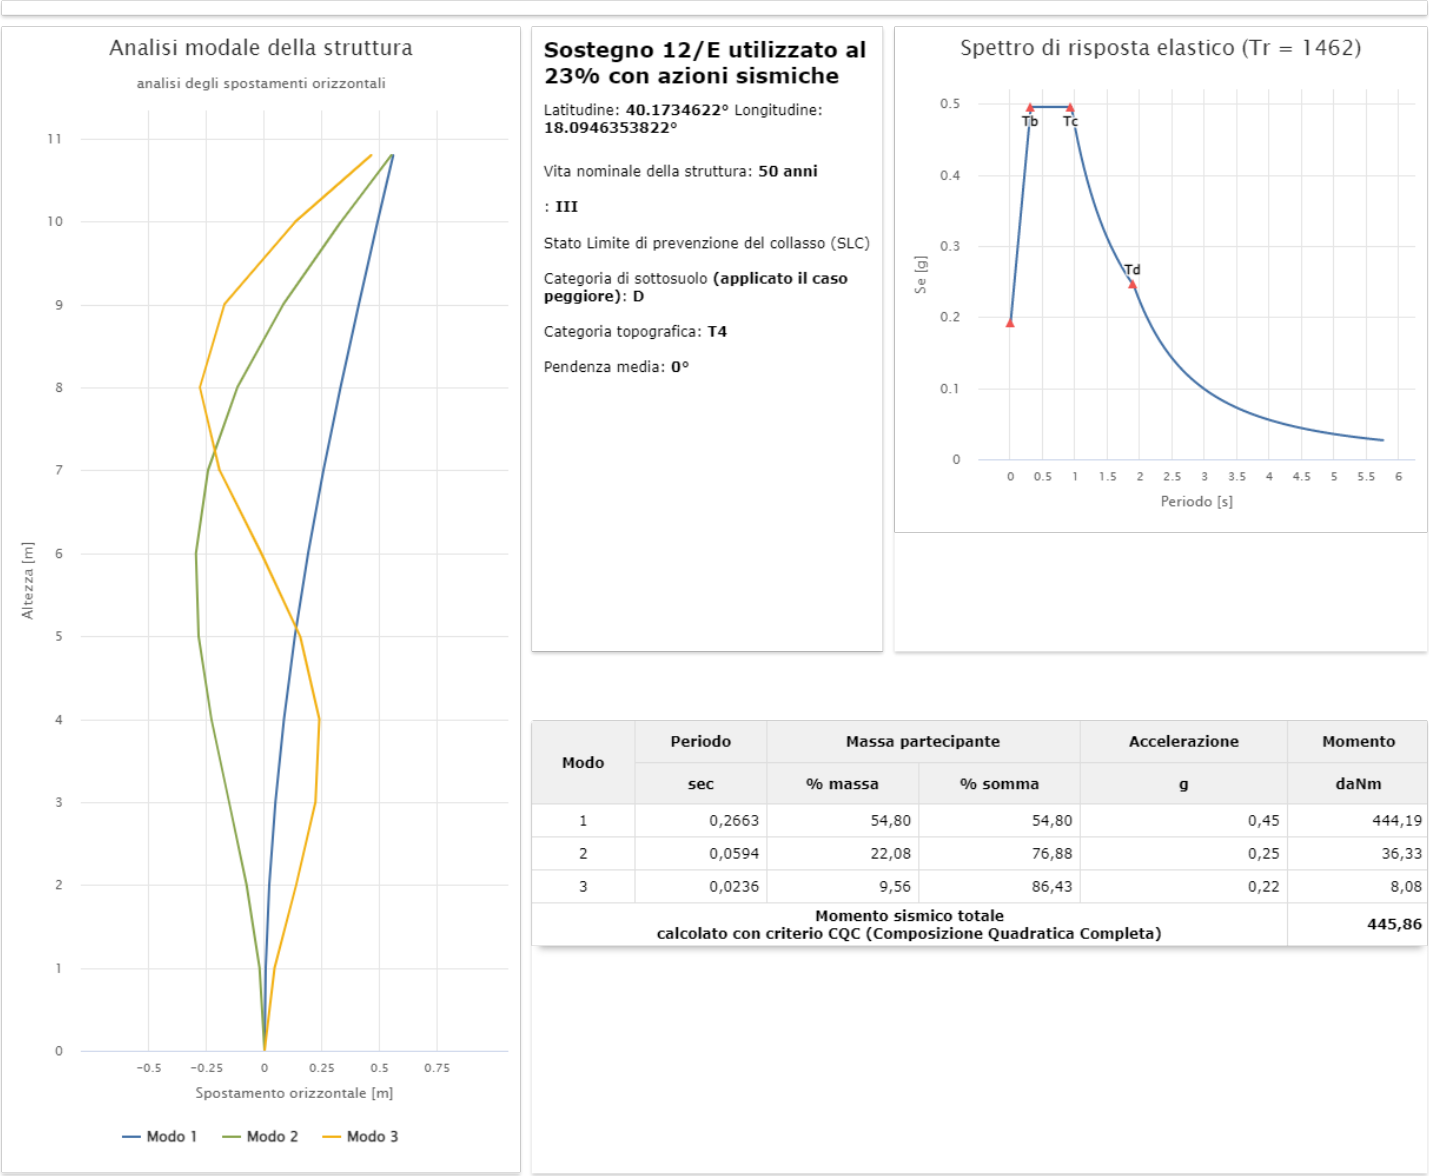 Analisi modale della struttura
analisi degli spostamenti orizzontali
11
10
9
8
7
6
5
4
3
2
1
0
Altezza [m]
-0.5 -0.25 0 0.25 0.5 0.75
Spostamento orizzontale [m]
Modo 1 Modo 2 Modo 3
Sostegno 12/E utilizzato al
23% con azioni sismiche
Latitudine: 40.1734622° Longitudine:
18.0946353822°
Vita nominale della struttura: 50 anni
: III
Stato Limite di prevenzione del collasso (SLC)
Categoria di sottosuolo (applicato il caso
peggiore): D
Categoria topografica: T4
Pendenza media: 0°
Spettro di risposta elastico (Tr = 1462)
0.5
0.4
0.3
0.2
0.1
0
Se [g]
Tb Tc
Td
0 0.5 1 1.5 2 2.5 3 3.5 4 4.5 5 5.5 6
Periodo [s]
Modo Periodo Massa partecipante Accelerazione Momento
sec % massa % somma g daNm
1 0,2663 54,80 54,80 0,45 444,19
2 0,0594 22,08 76,88 0,25 36,33
3 0,0236 9,56 86,43 0,22 8,08
Momento sismico totale
calcolato con criterio CQC (Composizione Quadratica Completa) 445,86